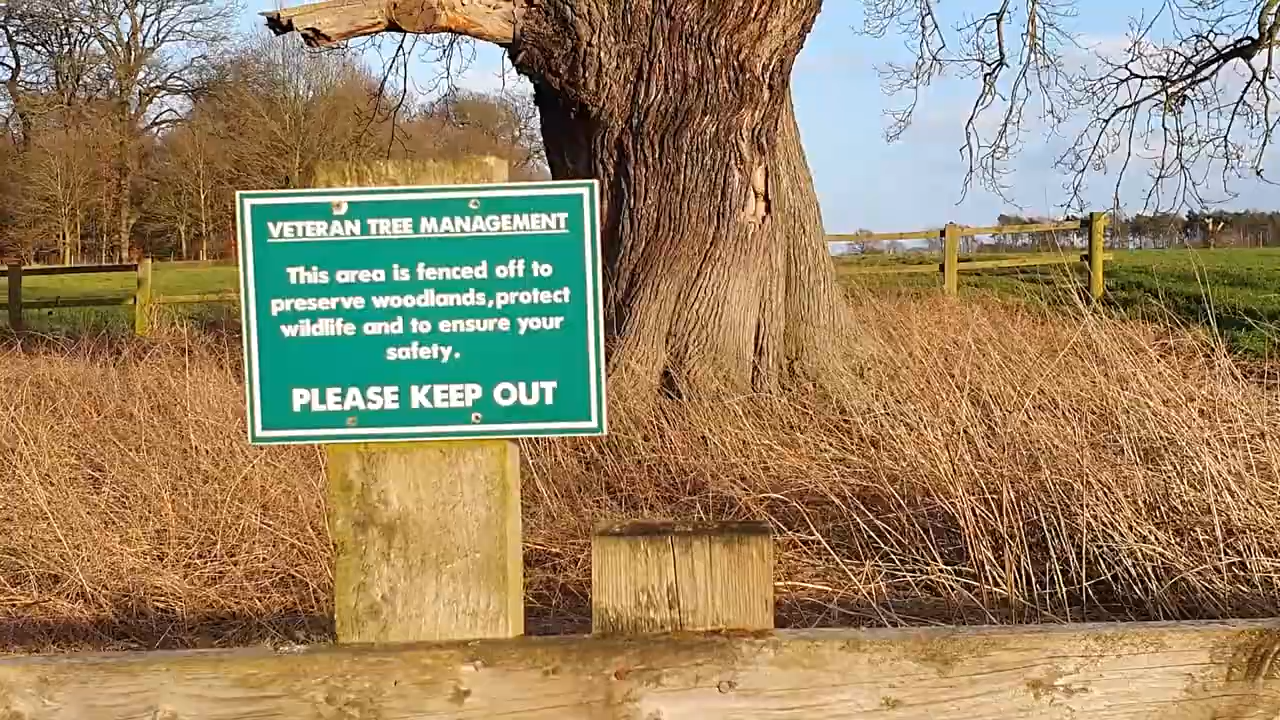 VETERAN TREE MANAGEMENT
This area is fenced off to
preserve woodlands,protect
wildlife and to ensure your
safety.
PLEASE KEEP OUT